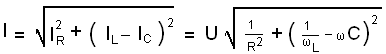 I = √(I_R² + (I_L − I_C)²) = U √(1/R² + (1/ω_L − ωC)²)